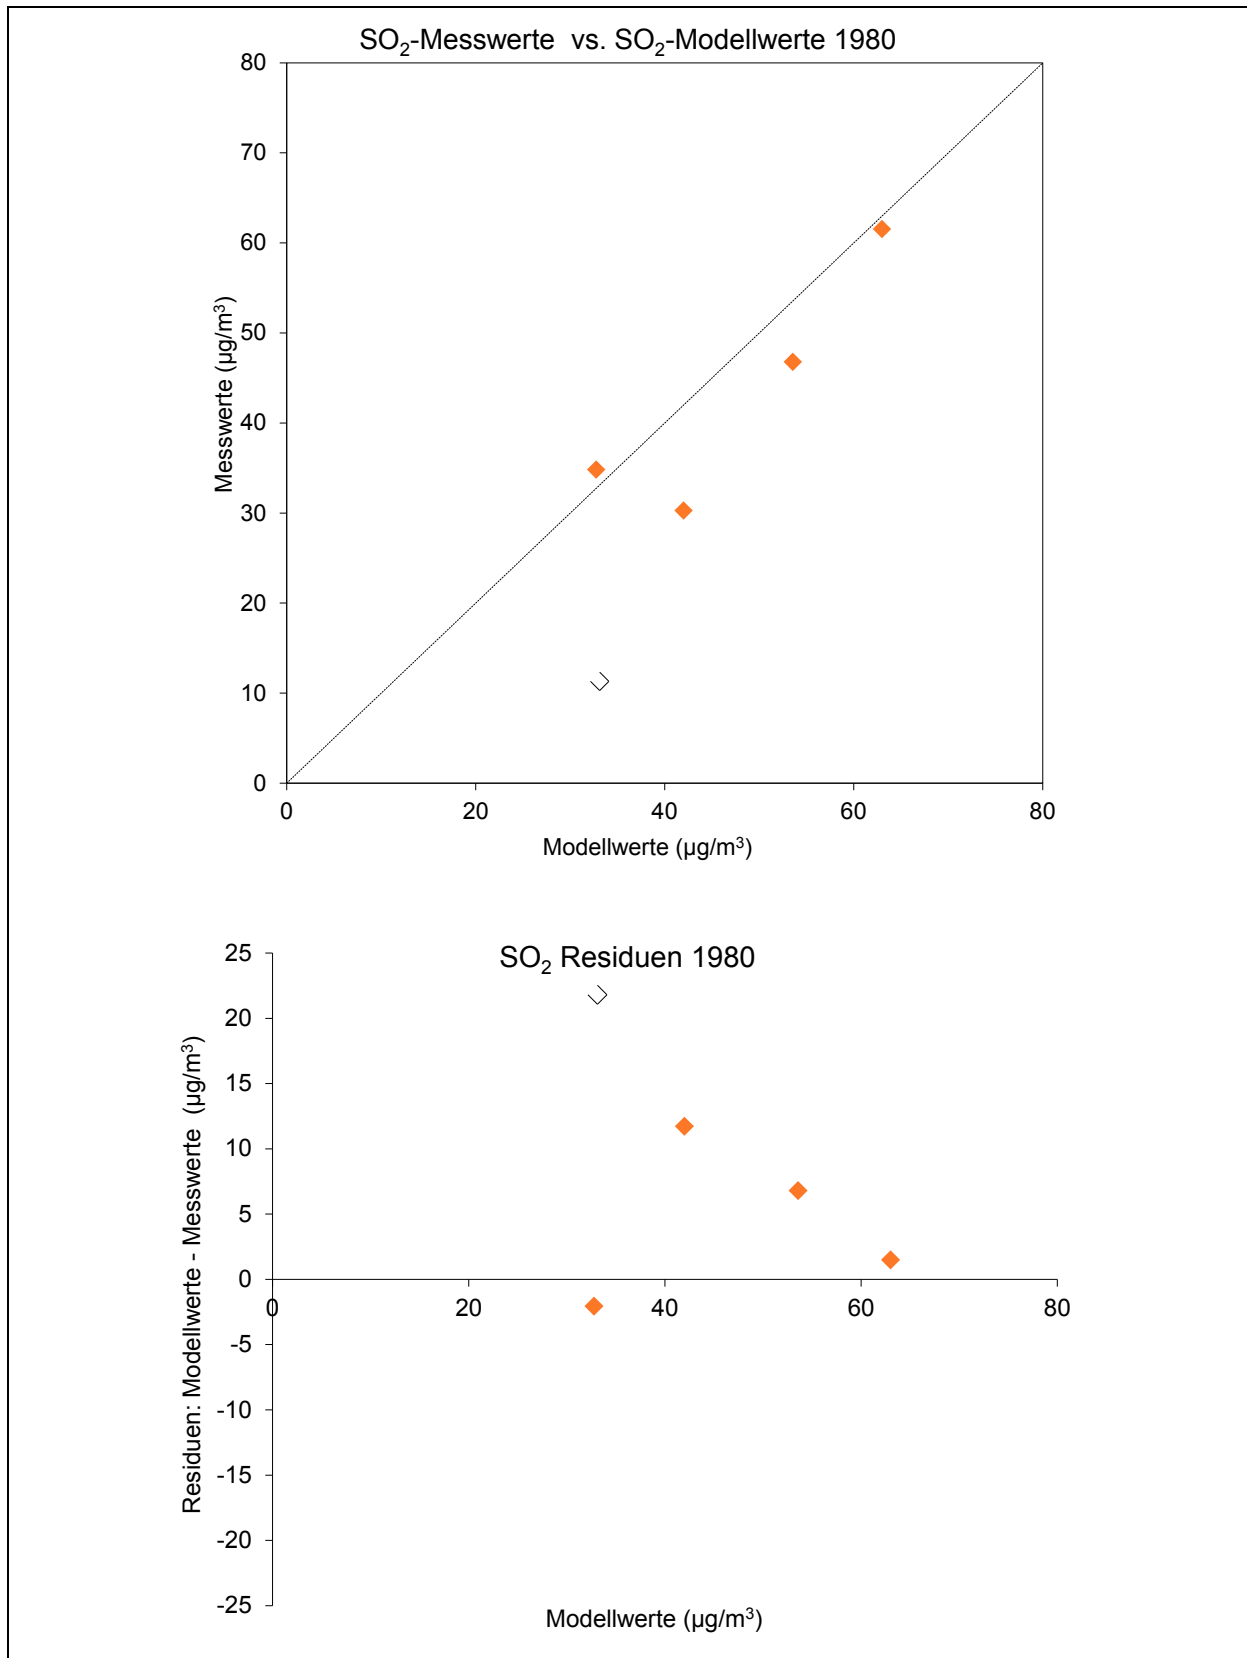 SO₂-Messwerte vs. SO₂-Modellwerte 1980
80
70
60
50
40
30
20
10
0
Messwerte (µg/m³)
0 20 40 60 80
Modellwerte (µg/m³)
SO₂ Residuen 1980
25
20
15
10
5
0
-5
-10
-15
-20
-25
Residuen: Modellwerte - Messwerte (µg/m³)
0 20 40 60 80
Modellwerte (µg/m³)